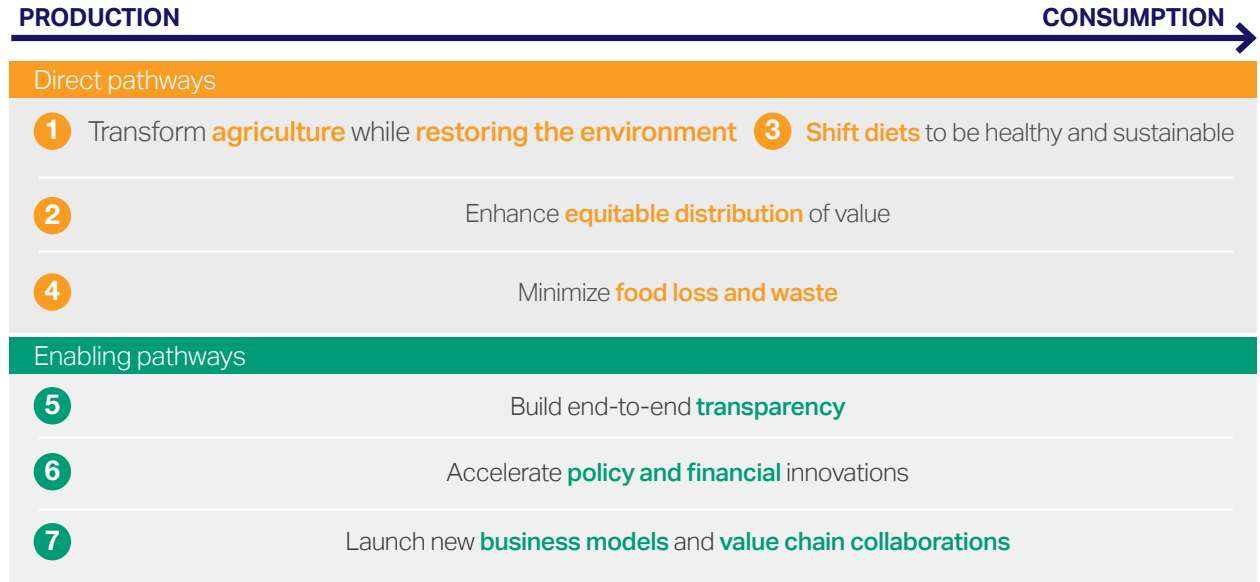 PRODUCTION CONSUMPTION
Direct pathways
1 Transform agriculture while restoring the environment 3 Shift diets to be healthy and sustainable
2 Enhance equitable distribution of value
4 Minimize food loss and waste
Enabling pathways
5 Build end-to-end transparency
6 Accelerate policy and financial innovations
7 Launch new business models and value chain collaborations